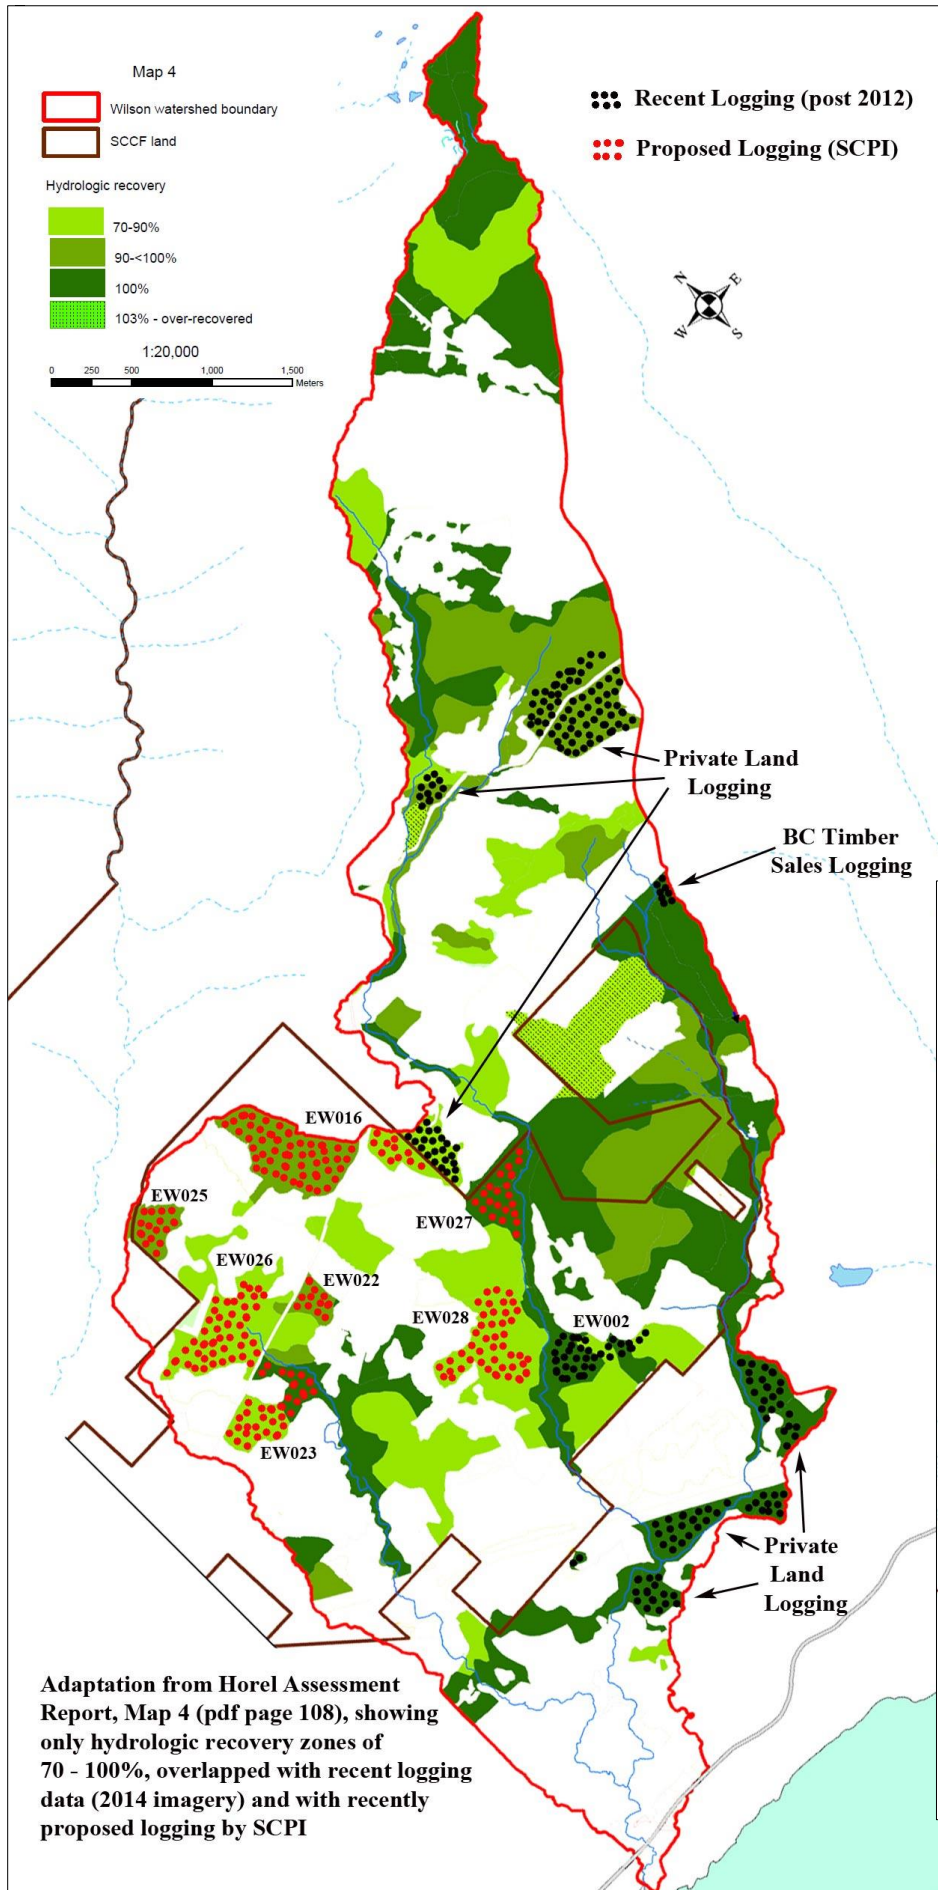 Map 4
Wilson watershed boundary
SCCF land
Hydrologic recovery
70-90%
90-<100%
100%
103% - over-recovered
1:20,000
0 250 500 1,000 1,500
Meters
Recent Logging (post 2012)
Proposed Logging (SCPI)
N
E
W
S
Private Land
Logging
BC Timber
Sales Logging
EW016
EW025
EW027
EW026
EW022
EW028
EW002
EW023
Private
Land
Logging
Adaptation from Horel Assessment
Report, Map 4 (pdf page 108), showing
only hydrologic recovery zones of
70 - 100%, overlapped with recent logging
data (2014 imagery) and with recently
proposed logging by SCPI